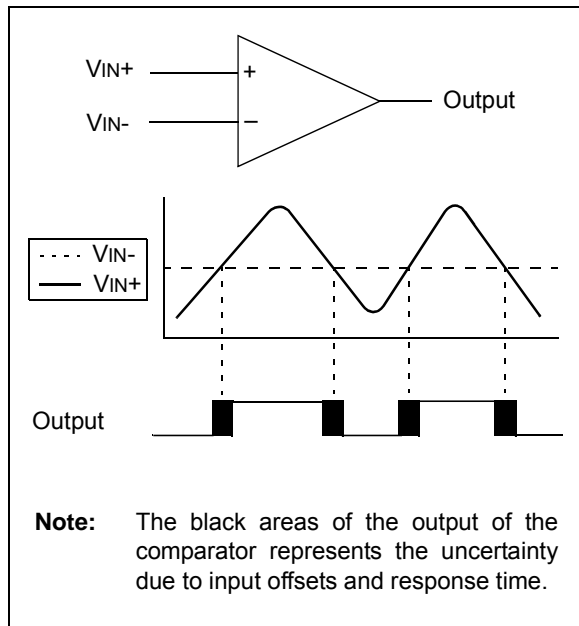 VIN+
+
Output
VIN-
−
VIN-
VIN+
Output
Note: The black areas of the output of the
comparator represents the uncertainty
due to input offsets and response time.